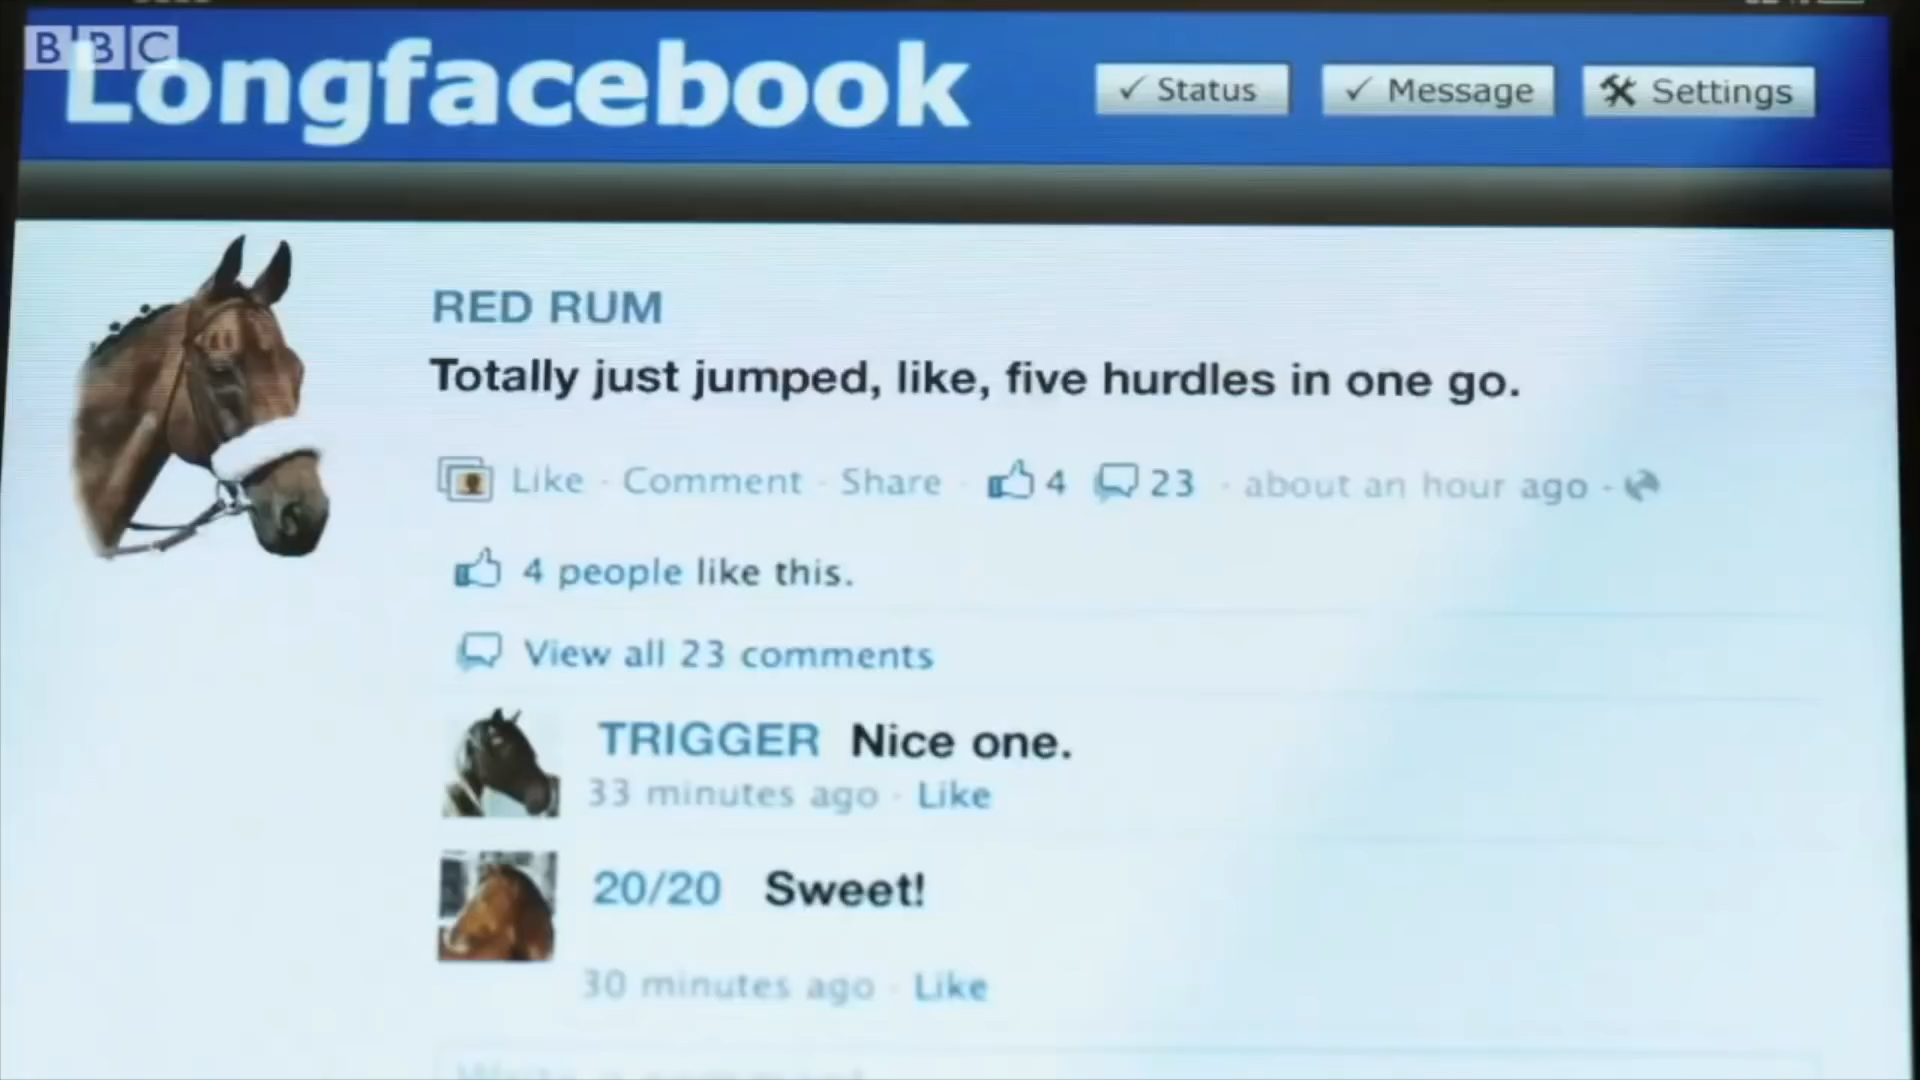 BBC
Longfacebook
Status
Message
Settings
RED RUM
Totally just jumped, like, five hurdles in one go.
Like · Comment · Share · 4 23 · about an hour ago ·
4 people like this.
View all 23 comments
TRIGGER Nice one.
33 minutes ago · Like
20/20 Sweet!
30 minutes ago · Like